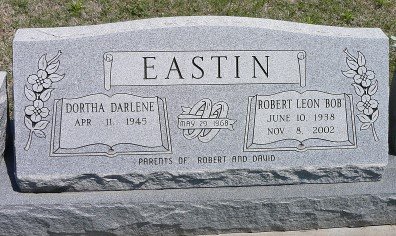 EASTIN
DORTHA DARLENE
APR 11 1945
MAY 29 1968
ROBERT LEON 'BOB'
JUNE 10, 1938
NOV 8, 2002
PARENTS OF ROBERT AND DAVID